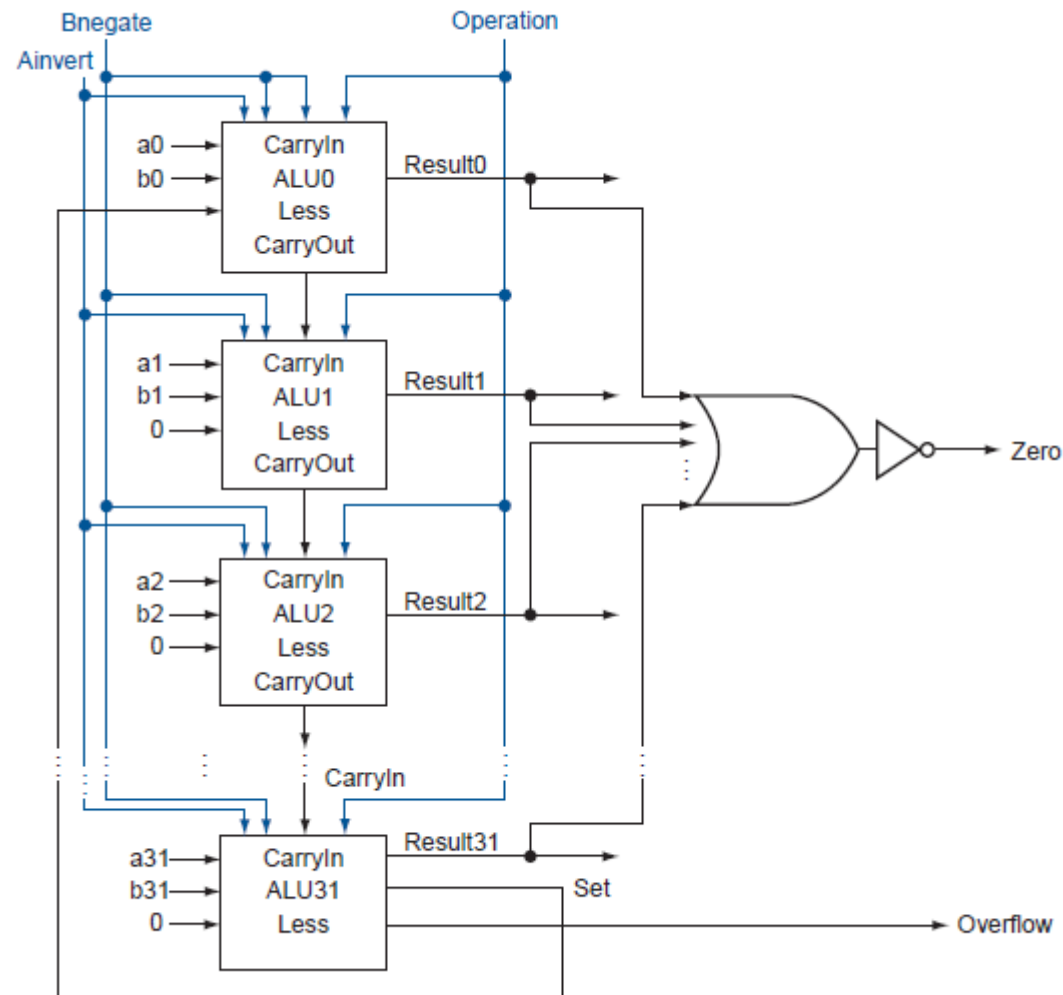 Bnegate
Operation
Ainvert
a0
CarryIn
Result0
b0
ALU0
Less
CarryOut
a1
CarryIn
Result1
b1
ALU1
0
Less
CarryOut
Zero
a2
CarryIn
Result2
b2
ALU2
0
Less
CarryOut
CarryIn
a31
CarryIn
Result31
b31
ALU31
Set
0
Less
Overflow